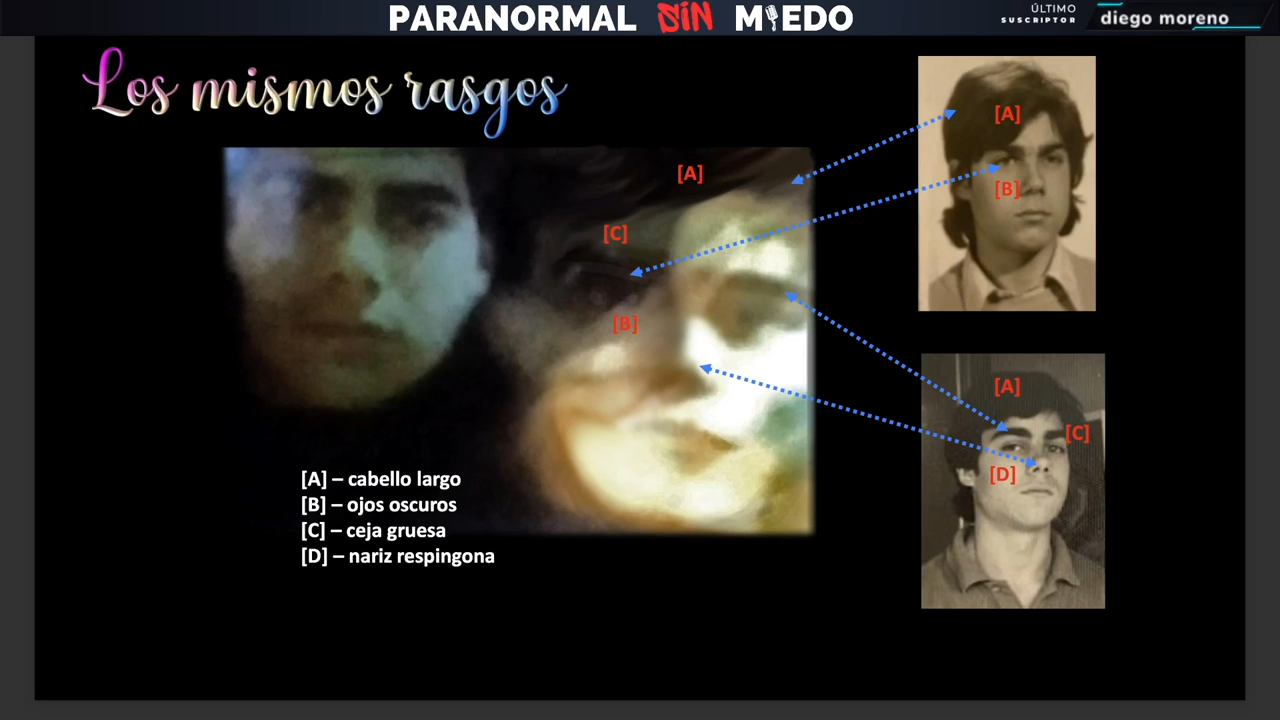 PARANORMAL SIN MIEDO
ÚLTIMO
SUSCRIPTOR
diego moreno
Los mismos rasgos
[A]
[C]
[B]
[A]
[B]
[A]
[C]
[D]
[A] – cabello largo
[B] – ojos oscuros
[C] – ceja gruesa
[D] – nariz respingona